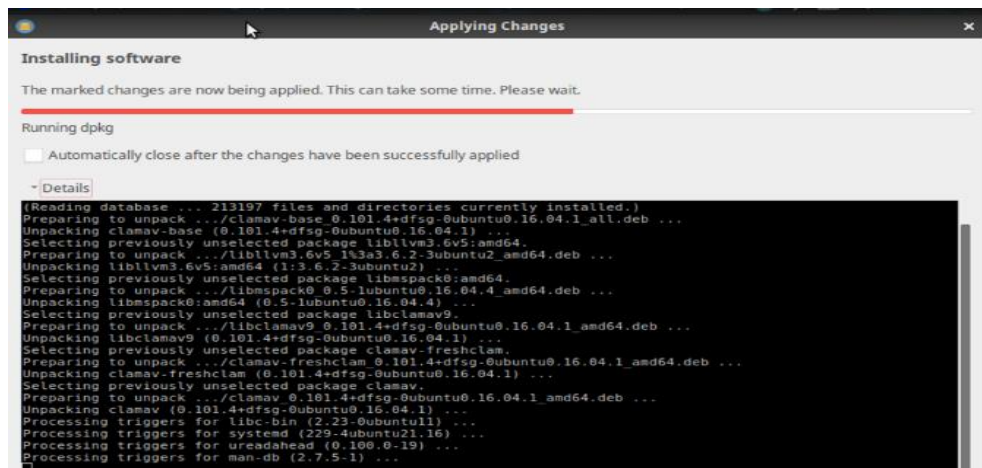 Applying Changes
Installing software
The marked changes are now being applied. This can take some time. Please wait.
Running dpkg
Automatically close after the changes have been successfully applied
Details
(Reading database ... 213197 files and directories currently installed.)
Preparing to unpack .../clamav-base_0.101.4+dfsg-0ubuntu0.16.04.1_all.deb ...
Unpacking clamav-base (0.101.4+dfsg-0ubuntu0.16.04.1) ...
Selecting previously unselected package libllvm3.6v5:amd64.
Preparing to unpack .../libllvm3.6v5_1%3a3.6.2-3ubuntu2_amd64.deb ...
Unpacking libllvm3.6v5:amd64 (1:3.6.2-3ubuntu2) ...
Selecting previously unselected package libmspack0:amd64.
Preparing to unpack .../libmspack0_0.5-1ubuntu0.16.04.4_amd64.deb ...
Unpacking libmspack0:amd64 (0.5-1ubuntu0.16.04.4) ...
Selecting previously unselected package libclamav9.
Preparing to unpack .../libclamav9_0.101.4+dfsg-0ubuntu0.16.04.1_amd64.deb ...
Unpacking libclamav9 (0.101.4+dfsg-0ubuntu0.16.04.1) ...
Selecting previously unselected package clamav-freshclam.
Preparing to unpack .../clamav-freshclam_0.101.4+dfsg-0ubuntu0.16.04.1_amd64.deb ...
Unpacking clamav-freshclam (0.101.4+dfsg-0ubuntu0.16.04.1) ...
Selecting previously unselected package clamav.
Preparing to unpack .../clamav_0.101.4+dfsg-0ubuntu0.16.04.1_amd64.deb ...
Unpacking clamav (0.101.4+dfsg-0ubuntu0.16.04.1) ...
Processing triggers for libc-bin (2.23-0ubuntu11) ...
Processing triggers for systemd (229-4ubuntu21.16) ...
Processing triggers for ureadahead (0.100.0-19) ...
Processing triggers for man-db (2.7.5-1) ...